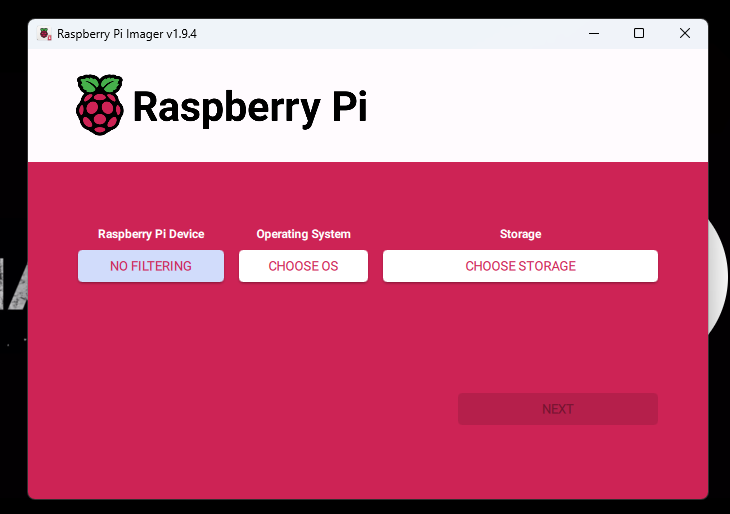 Raspberry Pi Imager v1.9.4
Raspberry Pi
Raspberry Pi Device
Operating System
Storage
NO FILTERING
CHOOSE OS
CHOOSE STORAGE
NEXT